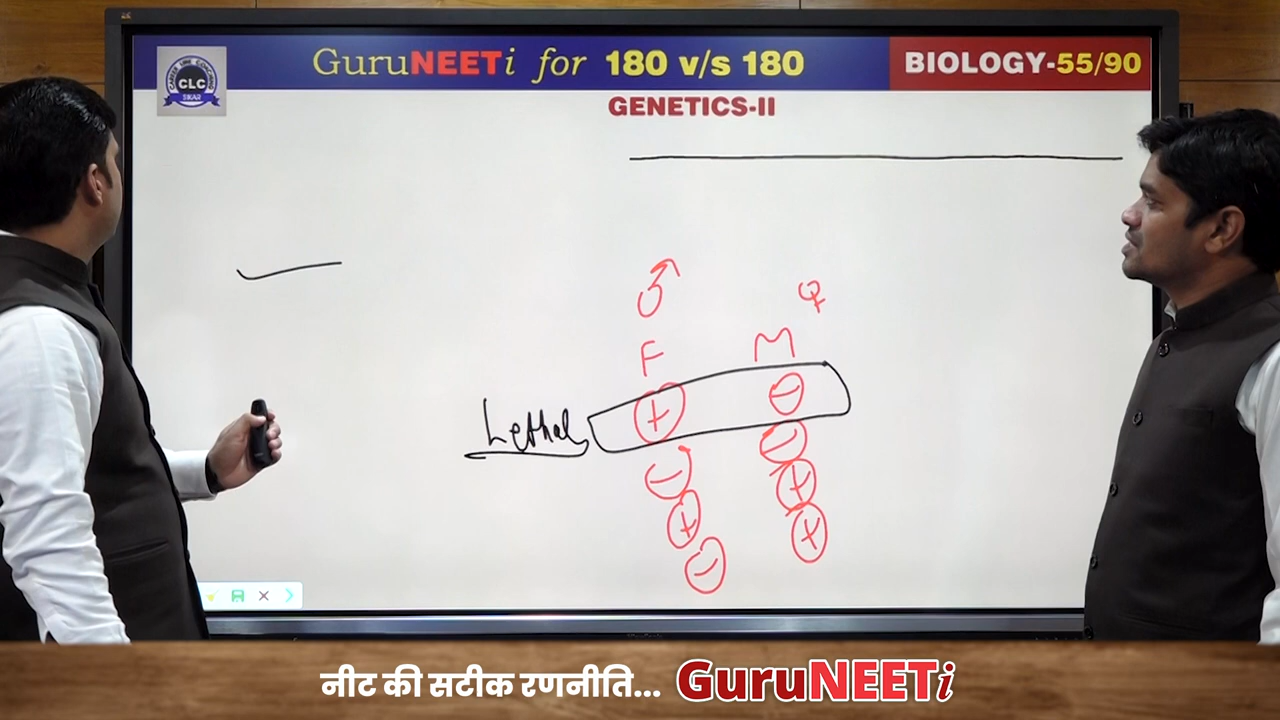 GuruNEETi for 180 v/s 180
BIOLOGY-55/90
CLC
SIKAR
GENETICS-II
♂ ♀
F M
Lethal
+ -
- -
+ +
- +
नीट की सटीक रणनीति... GuruNEETi